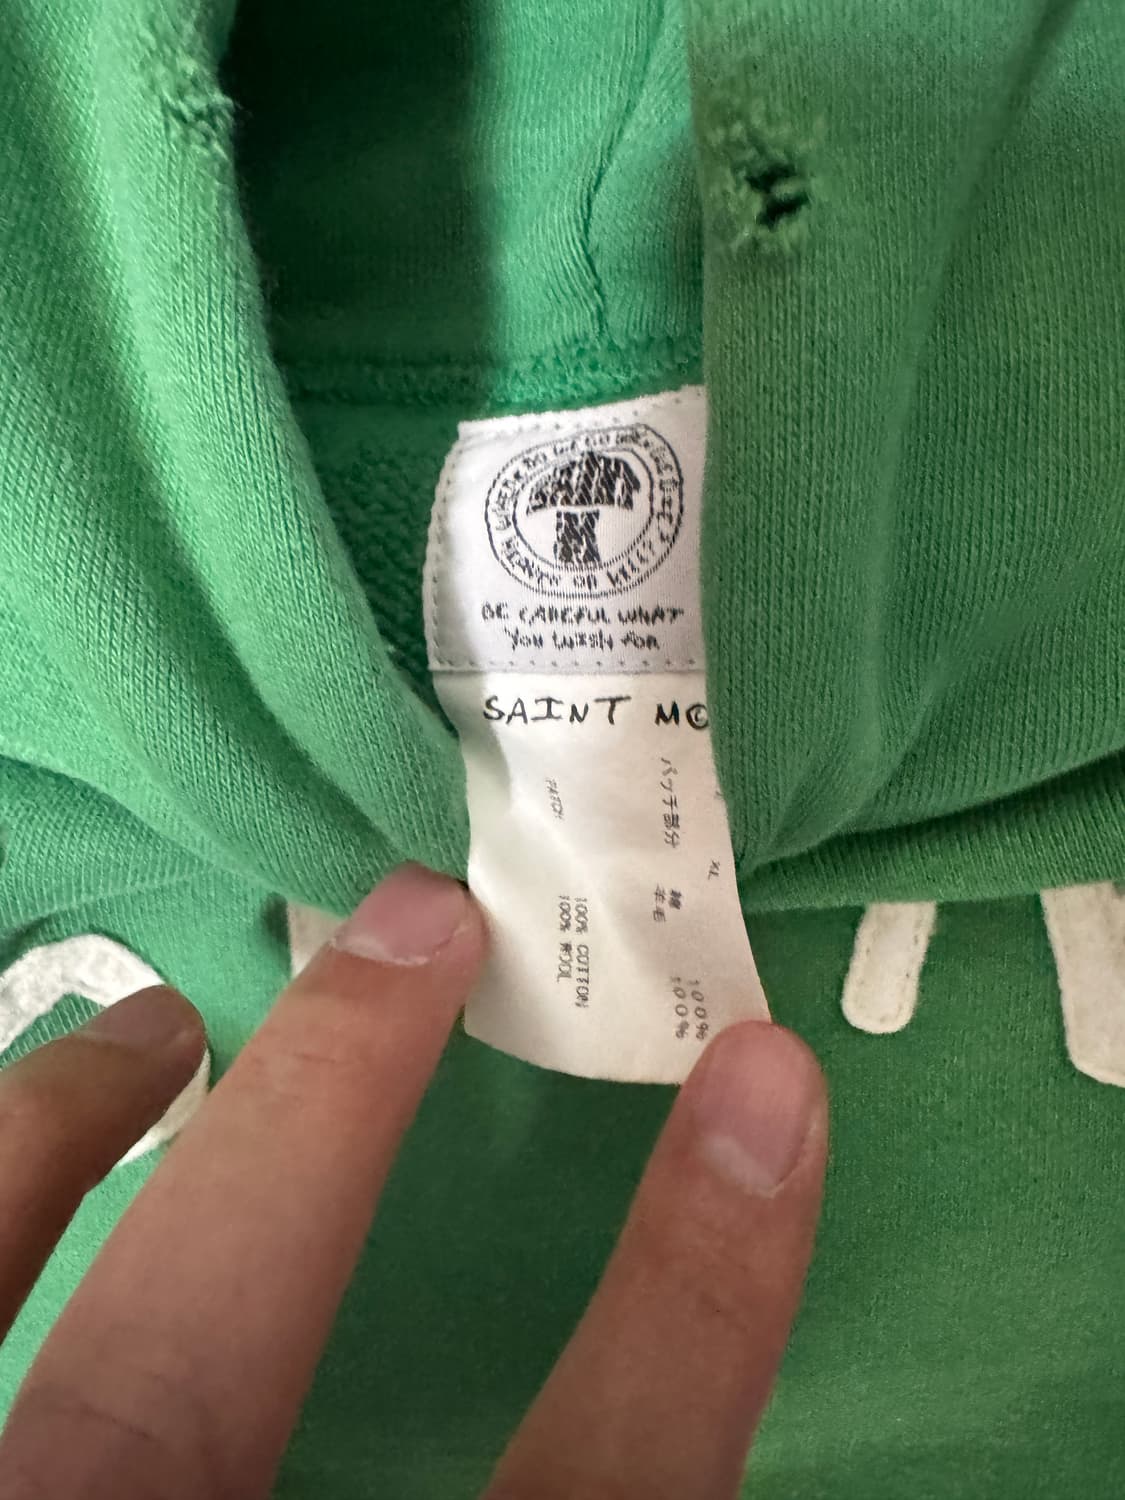 SAINT M
BE CAREFUL WHAT
YOU WISH FOR
SAINT M©
XL
パッチ部分
綿 100%
羊毛 100%
PATCH
100% COTTON
100% WOOL